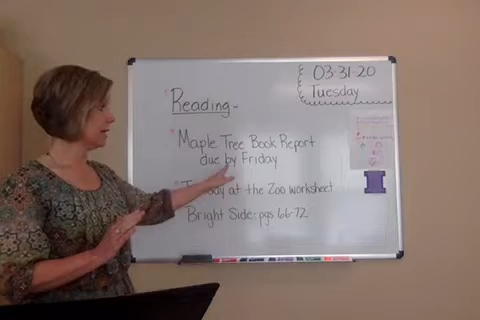 03-31-20
Tuesday
Reading-
Maple Tree Book Report
due by Friday
at the Zoo worksheet
Bright Side: pgs 66-72